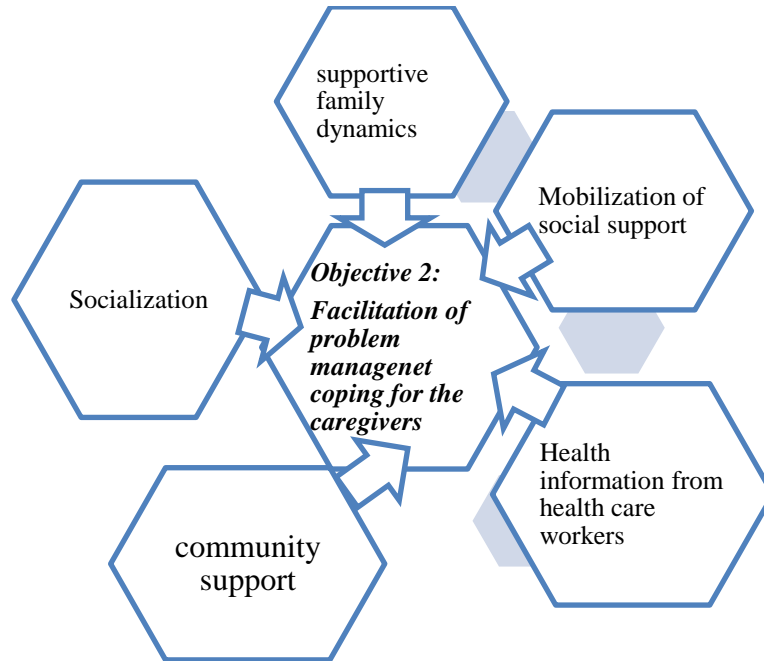 supportive
family
dynamics
Mobilization of
social support
Socialization
Objective 2:
Facilitation of
problem
managenet
coping for the
caregivers
Health
information from
health care
workers
community
support